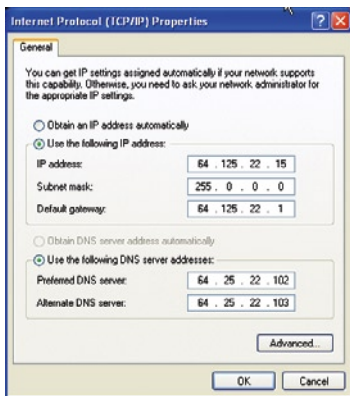 Internet Protocol (TCP/IP) Properties
General
You can get IP settings assigned automatically if your network supports
this capability. Otherwise, you need to ask your network administrator for
the appropriate IP settings.
Obtain an IP address automatically
Use the following IP address:
IP address: 64 . 125 . 22 . 15
Subnet mask: 255 . 0 . 0 . 0
Default gateway: 64 . 125 . 22 . 1
Obtain DNS server address automatically
Use the following DNS server addresses:
Preferred DNS server: 64 . 25 . 22 . 102
Alternate DNS server: 64 . 25 . 22 . 103
Advanced...
OK Cancel